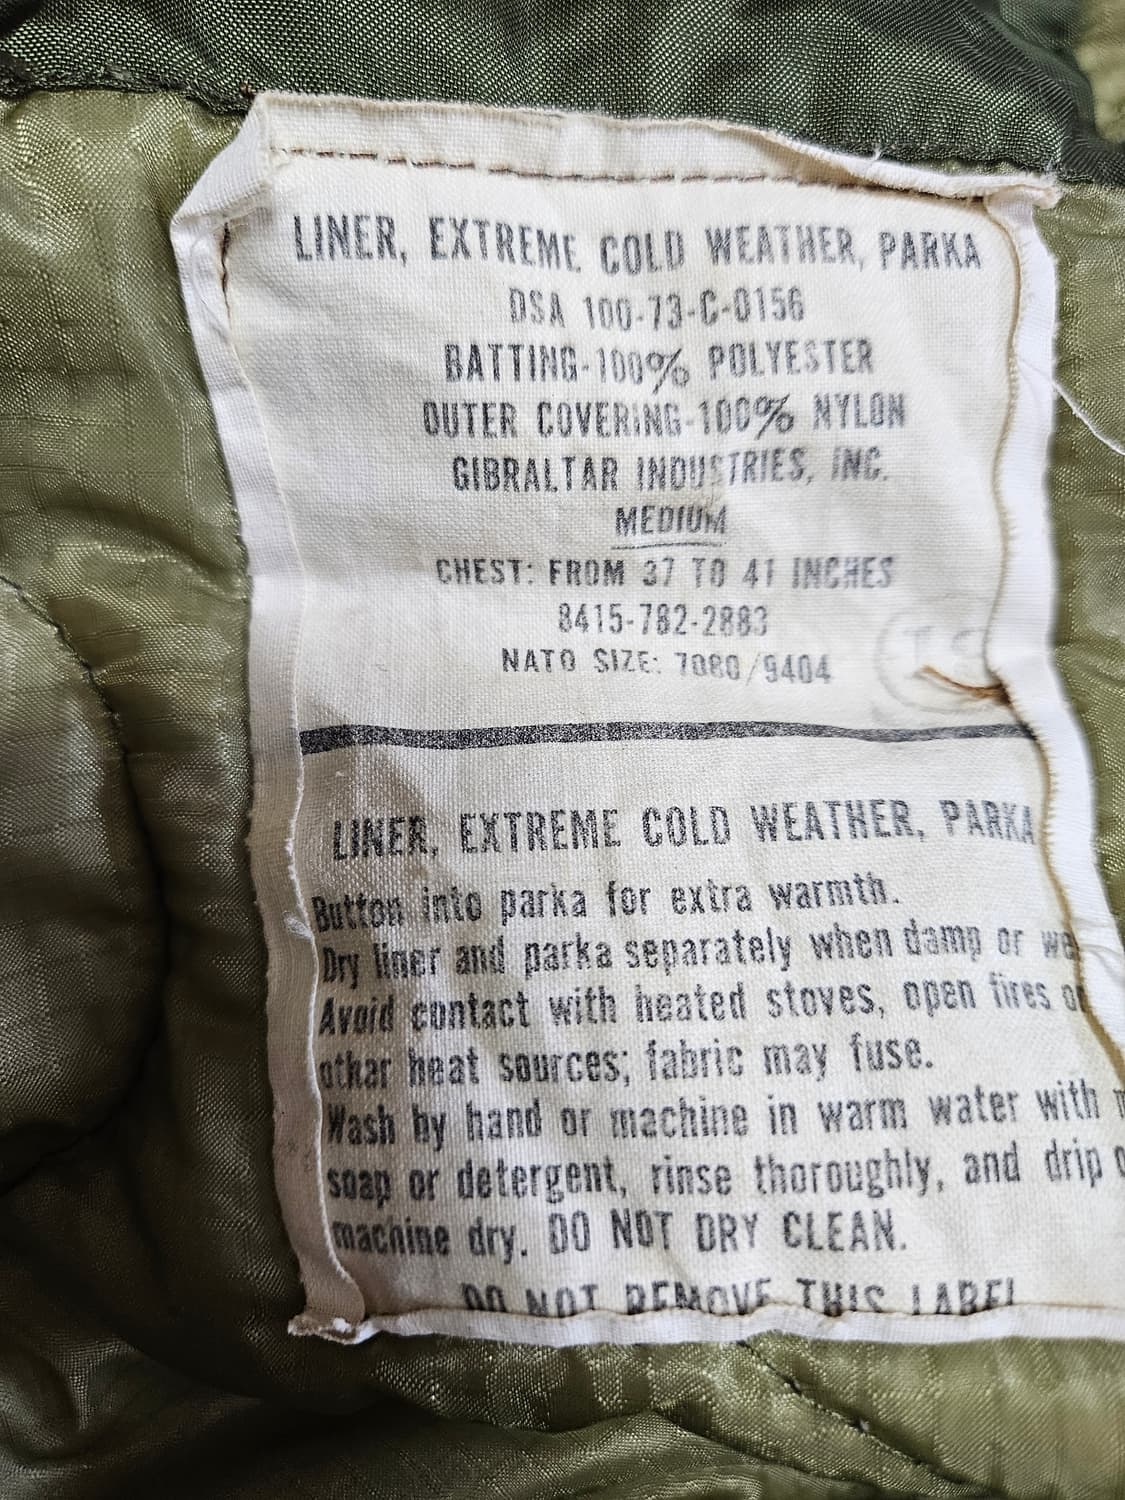 LINER, EXTREME COLD WEATHER, PARKA
DSA 100-73-C-0156
BATTING-100% POLYESTER
OUTER COVERING-100% NYLON
GIBRALTAR INDUSTRIES, INC.
MEDIUM
CHEST: FROM 37 TO 41 INCHES
8415-782-2883
NATO SIZE: 7080/9404
LINER, EXTREME COLD WEATHER, PARKA
Button into parka for extra warmth.
Dry liner and parka separately when damp or we
Avoid contact with heated stoves, open fires or
other heat sources; fabric may fuse.
Wash by hand or machine in warm water with
soap or detergent, rinse thoroughly, and drip
machine dry. DO NOT DRY CLEAN.
DO NOT REMOVE THIS LABEL